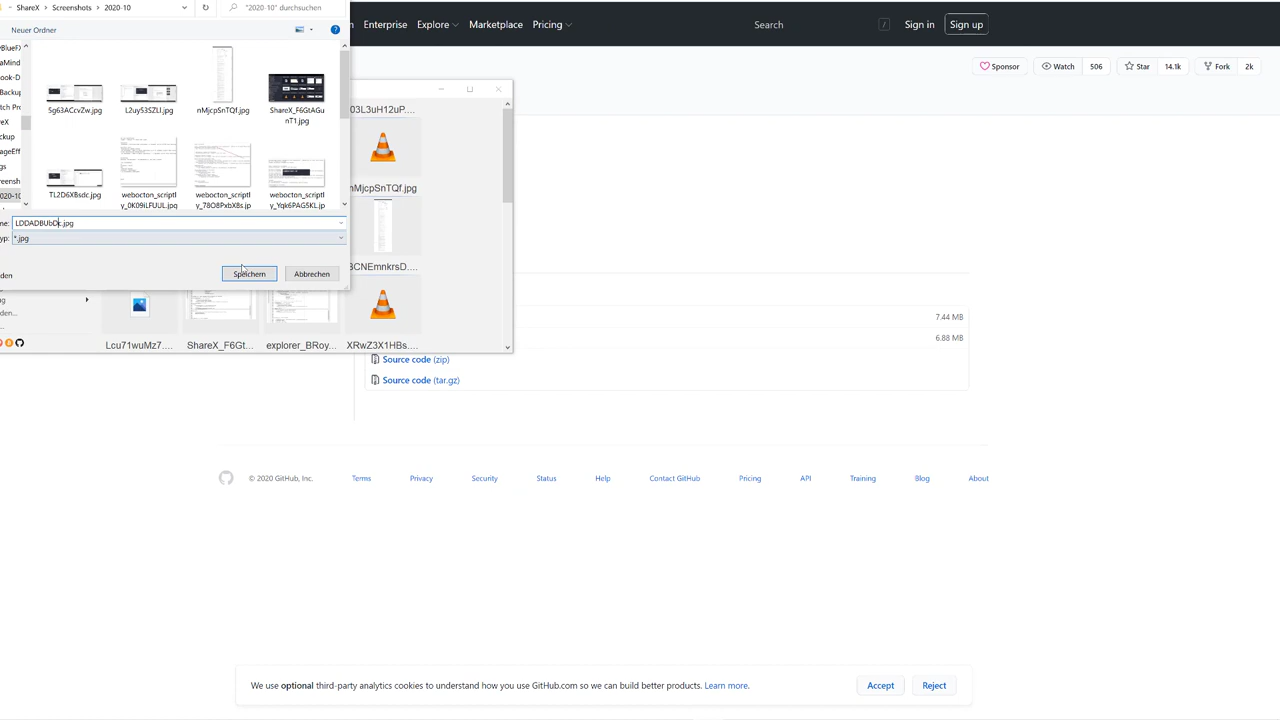 ShareX > Screenshots > 2020-10
"2020-10" durchsuchen
Enterprise Explore Marketplace Pricing Search / Sign in Sign up
Neuer Ordner
Sponsor Watch 506 Star 14.1k Fork 2k
5g63ACcvZw.jpg L2uy53SZLl.jpg nMjcpSnTQf.jpg ShareX_F6GtAGu
nT1.jpg
TL2D6XBsdc.jpg webocton_scriptl webocton_scriptl webocton_scriptl
y_0K09iLFUUL.jpg y_78O8PxbX8s.jp y_Yqk6PAG5KL.jp
2020-10
LDDADBUbDc.jpg
*.jpg
Speichern Abbrechen
03L3uH12uP....
nMjcpSnTQf.jpg
3CNEmnkrsD....
Lcu71wuMz7.... ShareX_F6Gt... explorer_BRoy... XRwZ3X1HBs....
7.44 MB
6.88 MB
Source code (zip)
Source code (tar.gz)
© 2020 GitHub, Inc. Terms Privacy Security Status Help Contact GitHub Pricing API Training Blog About
We use optional third-party analytics cookies to understand how you use GitHub.com so we can build better products. Learn more.
Accept Reject